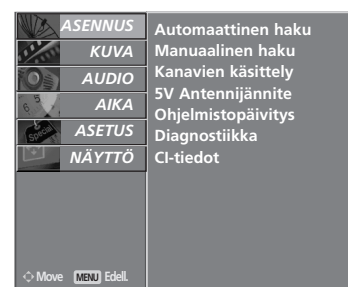 ASENNUS
KUVA
AUDIO
AIKA
ASETUS
NÄYTTÖ
Automaattinen haku
Manuaalinen haku
Kanavien käsittely
5V Antennijännite
Ohjelmistopäivitys
Diagnostiikka
CI-tiedot
Move MENU Edell.